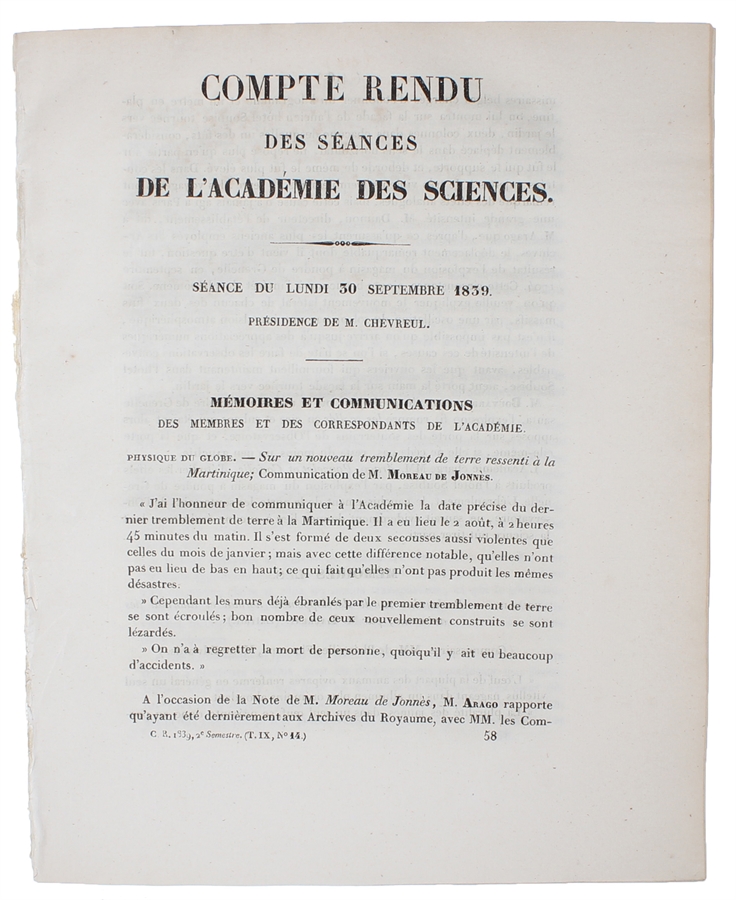 COMPTE RENDU
DES SÉANCES
DE L'ACADÉMIE DES SCIENCES.
SÉANCE DU LUNDI 30 SEPTEMBRE 1839.
PRÉSIDENCE DE M. CHEVREUL.
MÉMOIRES ET COMMUNICATIONS
DES MEMBRES ET DES CORRESPONDANTS DE L'ACADÉMIE.
PHYSIQUE DU GLOBE. — Sur un nouveau tremblement de terre ressenti à la
Martinique; Communication de M. MOREAU DE JONNÈS.
« J'ai l'honneur de communiquer à l'Académie la date précise du der-
nier tremblement de terre à la Martinique. Il a eu lieu le 2 août, à 2 heures
45 minutes du matin. Il s'est formé de deux secousses aussi violentes que
celles du mois de janvier; mais avec cette différence notable, qu'elles n'ont
pas eu lieu de bas en haut; ce qui fait qu'elles n'ont pas produit les mêmes
désastres.
» Cependant les murs déjà ébranlés par le premier tremblement de terre
se sont écroulés; bon nombre de ceux nouvellement construits se sont
lézardés.
» On n'a à regretter la mort de personne, quoiqu'il y ait eu beaucoup
d'accidents. »
A l'occasion de la Note de M. Moreau de Jonnès, M. ARAGO rapporte
qu'ayant été dernièrement aux Archives du Royaume, avec MM. les Com-
C. R. 1839, 2e Semestre. (T. IX, No 14.) 58